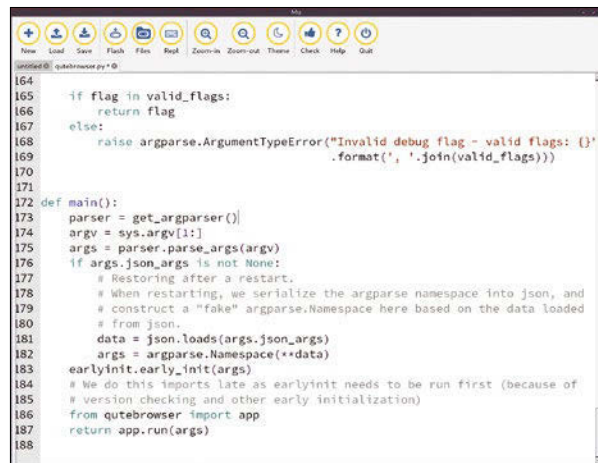 Mu
New Load Save Flash Files Repl Zoom-in Zoom-out Theme Check Help Quit
untitled qutebrowser.py *
164
165 if flag in valid_flags:
166 return flag
167 else:
168 raise argparse.ArgumentTypeError("Invalid debug flag - valid flags: {}"
169 .format(', '.join(valid_flags)))
170
171
172 def main():
173 parser = get_argparser()
174 argv = sys.argv[1:]
175 args = parser.parse_args(argv)
176 if args.json_args is not None:
177 # Restoring after a restart.
178 # When restarting, we serialize the argparse namespace into json, and
179 # construct a "fake" argparse.Namespace here based on the data loaded
180 # from json.
181 data = json.loads(args.json_args)
182 args = argparse.Namespace(**data)
183 earlyinit.early_init(args)
184 # We do this imports late as earlyinit needs to be run first (because of
185 # version checking and other early initialization)
186 from qutebrowser import app
187 return app.run(args)
188